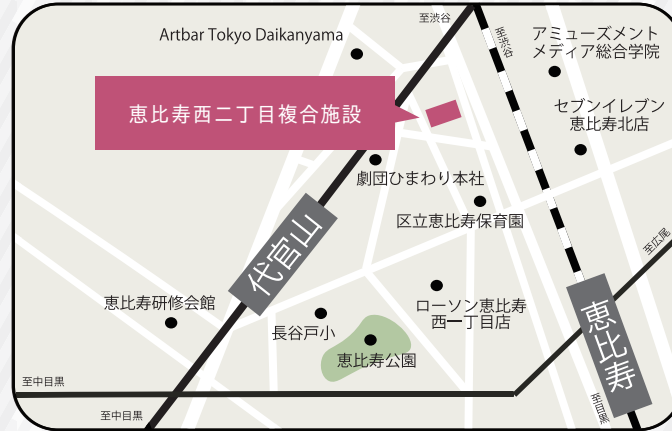 至渋谷
至渋谷
Artbar Tokyo Daikanyama
アミューズメント
メディア総合学院
恵比寿西二丁目複合施設
セブンイレブン
恵比寿北店
劇団ひまわり本社
区立恵比寿保育園
代官山
至広尾
恵比寿研修会館
ローソン恵比寿
西一丁目店
長谷戸小
恵比寿公園
恵比寿
至中目黒
至中目黒
至目黒